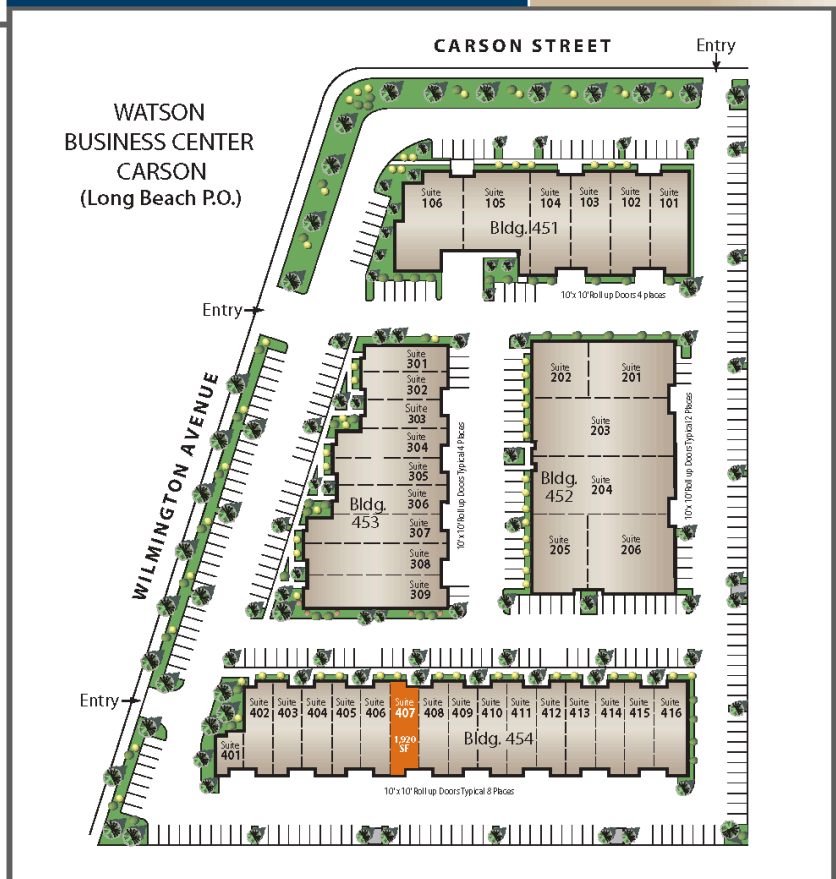 CARSON STREET
Entry
WATSON
BUSINESS CENTER
CARSON
(Long Beach P.O.)
Suite
106
Suite
105
Suite
104
Suite
103
Suite
102
Suite
101
Bldg. 451
10'x 10' Roll up Doors 4 places
Entry
WILMINGTON AVENUE
Suite
301
Suite
302
Suite
303
Suite
304
Suite
305
Suite
306
Suite
307
Suite
308
Suite
309
Bldg.
453
10'x 10' Roll up Doors Typical 4 Places
Suite
202
Suite
201
Suite
203
Bldg.
452
Suite
204
Suite
205
Suite
206
10'x 10' Roll up Doors Typical 2 Places
Entry
Suite
401
Suite
402
Suite
403
Suite
404
Suite
405
Suite
406
Suite
407
1,920
SF
Suite
408
Suite
409
Suite
410
Suite
411
Suite
412
Suite
413
Suite
414
Suite
415
Suite
416
Bldg. 454
10'x 10' Roll up Doors Typical 8 Places